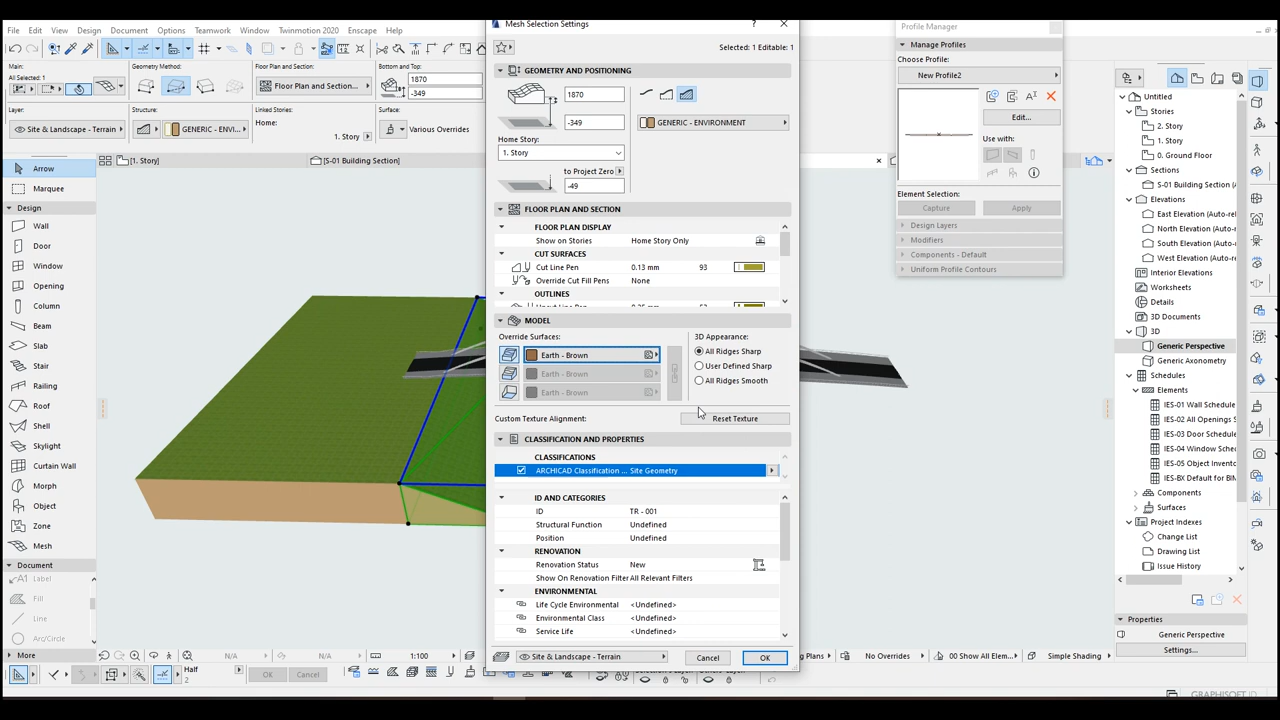 Mesh Selection Settings
?
Profile Manager
File Edit View Design Document Options Teamwork Window Twinmotion 2020 Enscape Help
Selected: 1 Editable: 1
Manage Profiles
Choose Profile:
New Profile2
Edit...
Use with:
Element Selection:
Capture
Apply
Design Layers
Modifiers
Components - Default
Uniform Profile Contours
Main:
All Selected: 1
Geometry Method:
Floor Plan and Section:
Floor Plan and Section...
Bottom and Top:
1870
-349
Layer:
Site & Landscape - Terrain
Structure:
GENERIC - ENVI...
Linked Stories:
Home:
1. Story
Surface:
Various Overrides
[1. Story]
[S-01 Building Section]
GEOMETRY AND POSITIONING
1870
-349
GENERIC - ENVIRONMENT
Home Story:
1. Story
to Project Zero
-49
FLOOR PLAN AND SECTION
FLOOR PLAN DISPLAY
Show on Stories Home Story Only
CUT SURFACES
Cut Line Pen 0.13 mm 93
Override Cut Fill Pens None
OUTLINES
MODEL
Override Surfaces:
Earth - Brown
Earth - Brown
Earth - Brown
3D Appearance:
All Ridges Sharp
User Defined Sharp
All Ridges Smooth
Custom Texture Alignment:
Reset Texture
CLASSIFICATION AND PROPERTIES
CLASSIFICATIONS
ARCHICAD Classification ... Site Geometry
ID AND CATEGORIES
ID TR - 001
Structural Function Undefined
Position Undefined
RENOVATION
Renovation Status New
Show On Renovation Filter All Relevant Filters
ENVIRONMENTAL
Life Cycle Environmental <Undefined>
Environmental Class <Undefined>
Service Life <Undefined>
Site & Landscape - Terrain
Cancel
OK
Arrow
Marquee
Design
Wall
Door
Window
Opening
Column
Beam
Slab
Stair
Railing
Roof
Shell
Skylight
Curtain Wall
Morph
Object
Zone
Mesh
Document
Label
Fill
Line
Arc/Circle
More
Untitled
Stories
2. Story
1. Story
0. Ground Floor
Sections
S-01 Building Section (A
Elevations
East Elevation (Auto-re
North Elevation (Auto-r
South Elevation (Auto-r
West Elevation (Auto-re
Interior Elevations
Worksheets
Details
3D Documents
3D
Generic Perspective
Generic Axonometry
Schedules
Elements
IES-01 Wall Schedule
IES-02 All Openings S
IES-03 Door Schedule
IES-04 Window Sche
IES-05 Object Invento
IES-BX Default for BIM
Components
Surfaces
Project Indexes
Change List
Drawing List
Issue History
Properties
Generic Perspective
Settings...
N/A
N/A
1:100
No Overrides
00 Show All Elem...
Simple Shading
Half
2
OK
Cancel
GRAPHISOFT ID